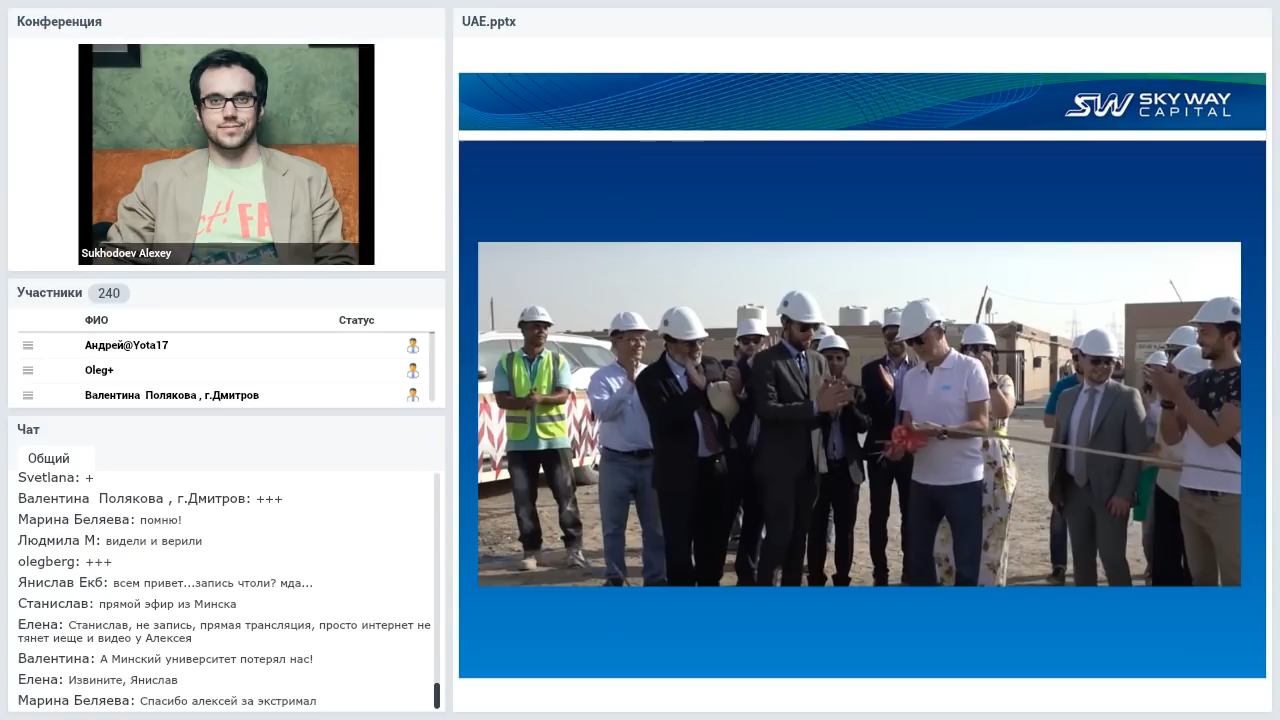 Конференция
Sukhodoev Alexey
Участники 240
ФИО Статус
Андрей@Yota17
Oleg+
Валентина Полякова , г.Дмитров
Чат
Общий
Svetlana: +
Валентина Полякова , г.Дмитров: +++
Марина Беляева: помню!
Людмила М: видели и верили
olegberg: +++
Янислав Екб: всем привет...запись чтоли? мда...
Станислав: прямой эфир из Минска
Елена: Станислав, не запись, прямая трансляция, просто интернет не
тянет иеще и видео у Алексея
Валентина: А Минский университет потерял нас!
Елена: Извините, Янислав
Марина Беляева: Спасибо алексей за экстримал
UAE.pptx
SW SKY WAY
CAPITAL